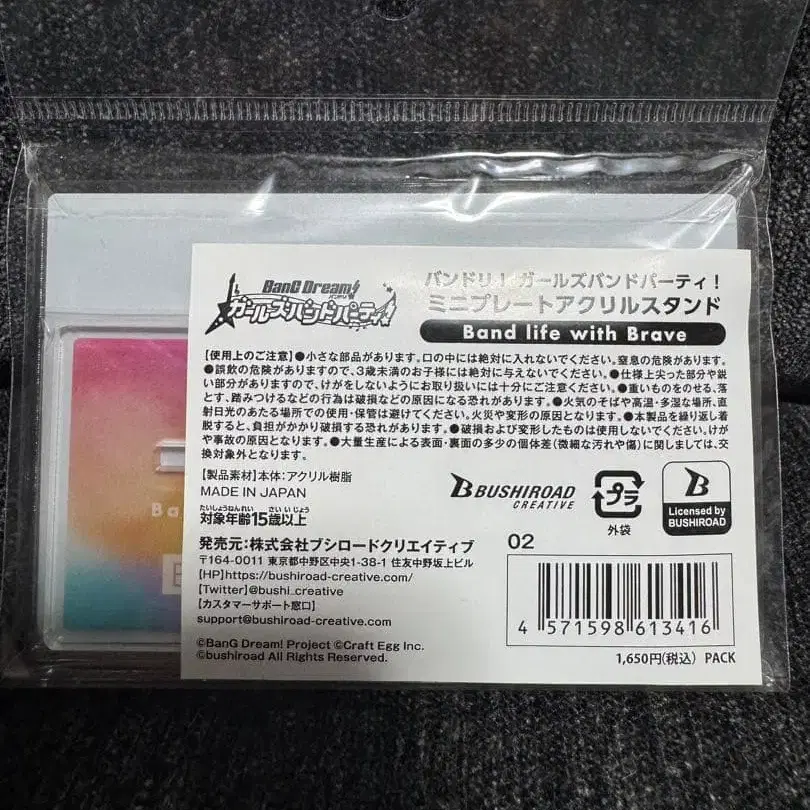 BanG Dream!
バンドリ!
ガールズバンドパーティ!
バンドリ! ガールズバンドパーティ!
ミニプレートアクリルスタンド
Band life with Brave
【使用上のご注意】●小さな部品があります。口の中には絶対に入れないでください。窒息の危険があります。
●誤飲の危険がありますので、3歳未満のお子様には絶対に与えないでください。●仕様上尖った部分や鋭
い部分がありますので、けがをしないようにお取り扱いには十分にご注意ください。●重いものをのせる、落
とす、踏みつけるなどの行為は破損などの原因になる恐れがあります。●火気のそばや高温・多湿な場所、直
射日光のあたる場所での使用・保管は避けてください。火災や変形の原因となります。●本製品を繰り返し着
脱すると、負担がかかり破損する恐れがあります。●破損および変形したものは使用しないでください。けが
や事故の原因となります。●大量生産による表面・裏面の多少の個体差(微細な汚れや傷)に関しましては、交
換対象外となります。
【製品素材】本体:アクリル樹脂
MADE IN JAPAN
たいしょうねんれい さい いじょう
対象年齢15歳以上
BUSHIROAD
CREATIVE
プラ
外袋
B
Licensed by
BUSHIROAD
発売元:株式会社ブシロードクリエイティブ
〒164-0011 東京都中野区中央1-38-1 住友中野坂上ビル
[HP]https://bushiroad-creative.com/
[Twitter]@bushi_creative
[カスタマーサポート窓口]
support@bushiroad-creative.com
©BanG Dream! Project ©Craft Egg Inc.
©bushiroad All Rights Reserved.
02
4 571598 613416
1,650円(税込) PACK
Ba